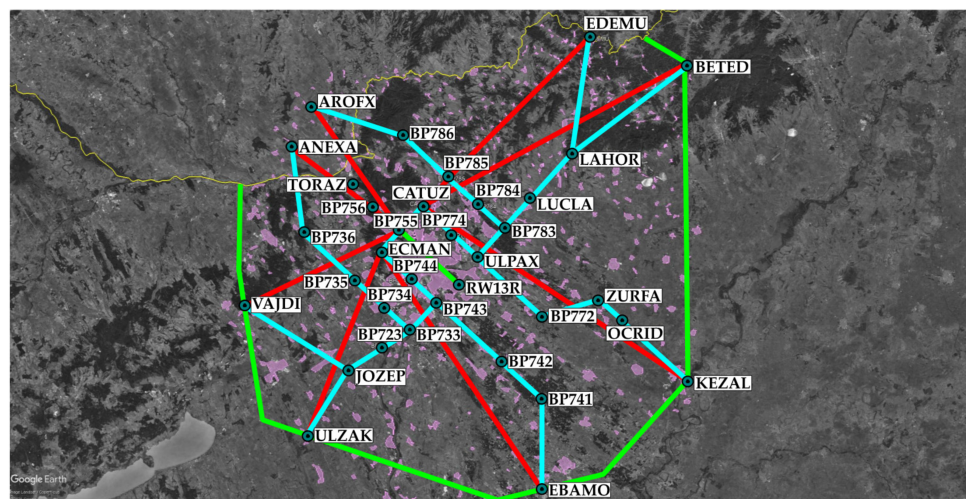 EDEMU
BETED
AROFX
BP786
ANEXA
LAHOR
BP785
TORAZ
CATUZ
BP784
LUCLA
BP756
BP755
BP774
BP783
BP736
ECMAN
ULPAX
BP744
BP735
RW13R
ZURFA
BP734
BP743
VAJDI
BP772
OCRID
BP723
BP733
BP742
JOZEP
KEZAL
BP741
ULZAK
Google Earth
EBAMO